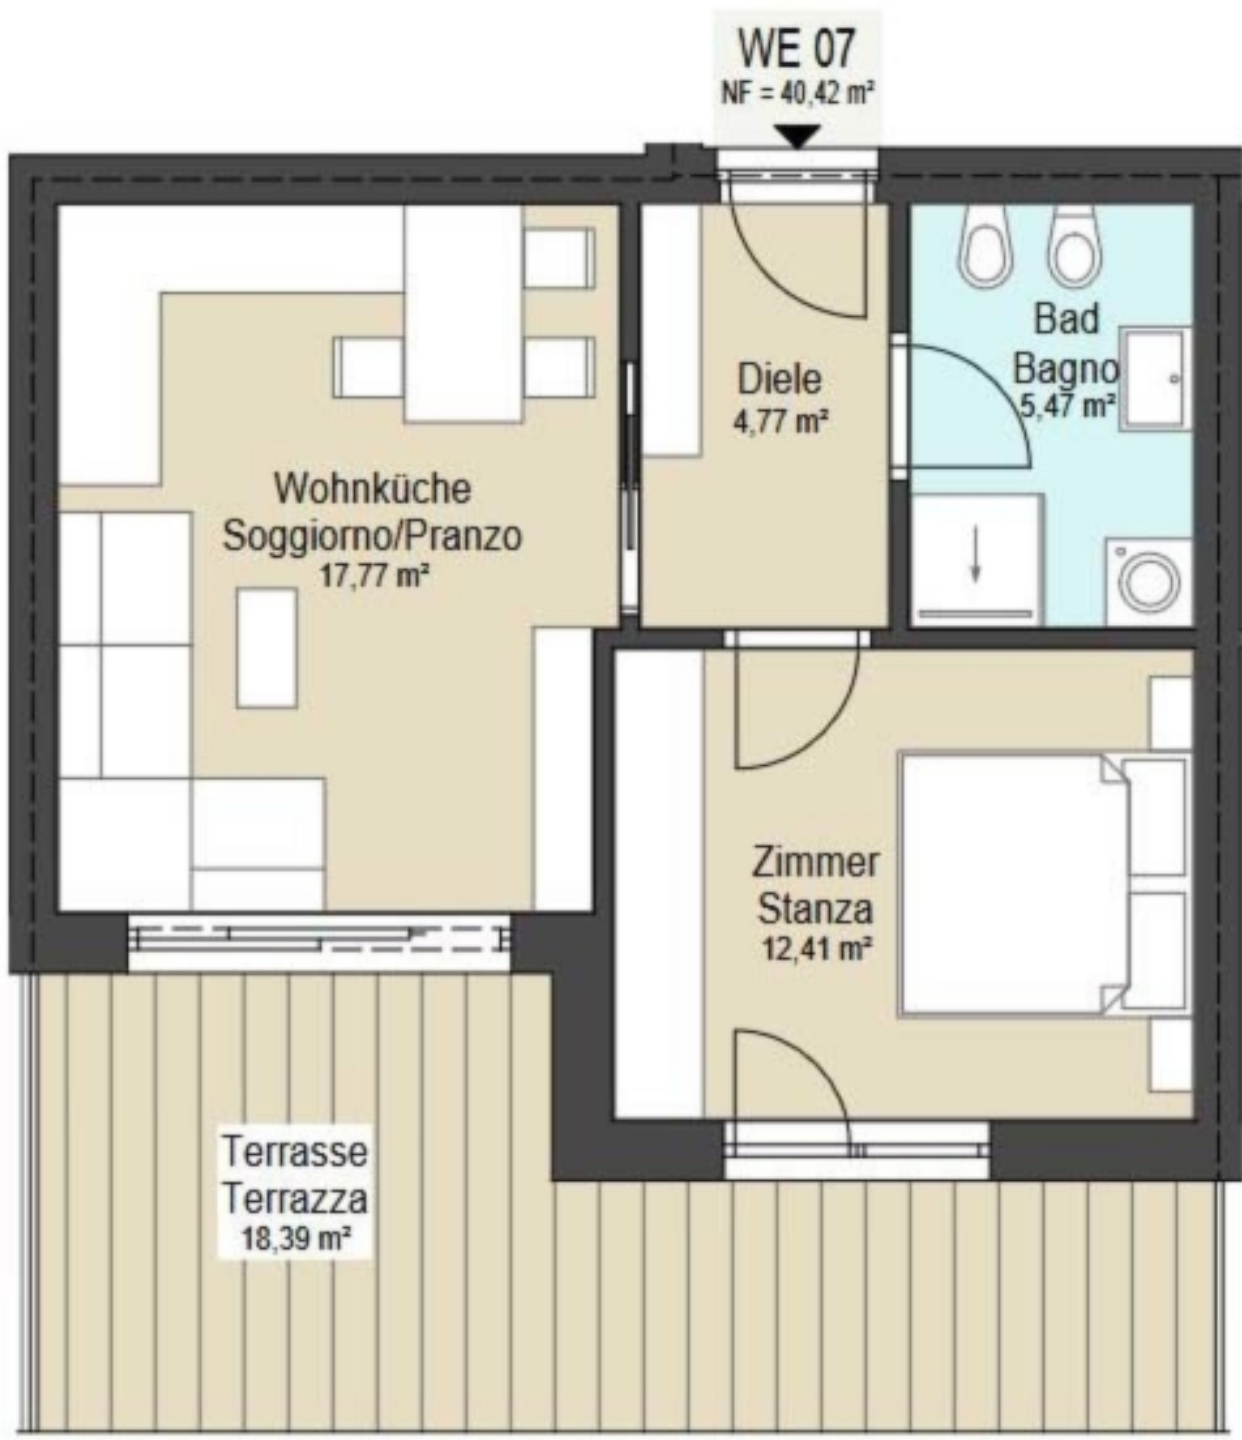 WE 07
NF = 40,42 m²
Bad
Bagno
5,47 m²
Diele
4,77 m²
Wohnküche
Soggiorno/Pranzo
17,77 m²
Zimmer
Stanza
12,41 m²
Terrasse
Terrazza
18,39 m²